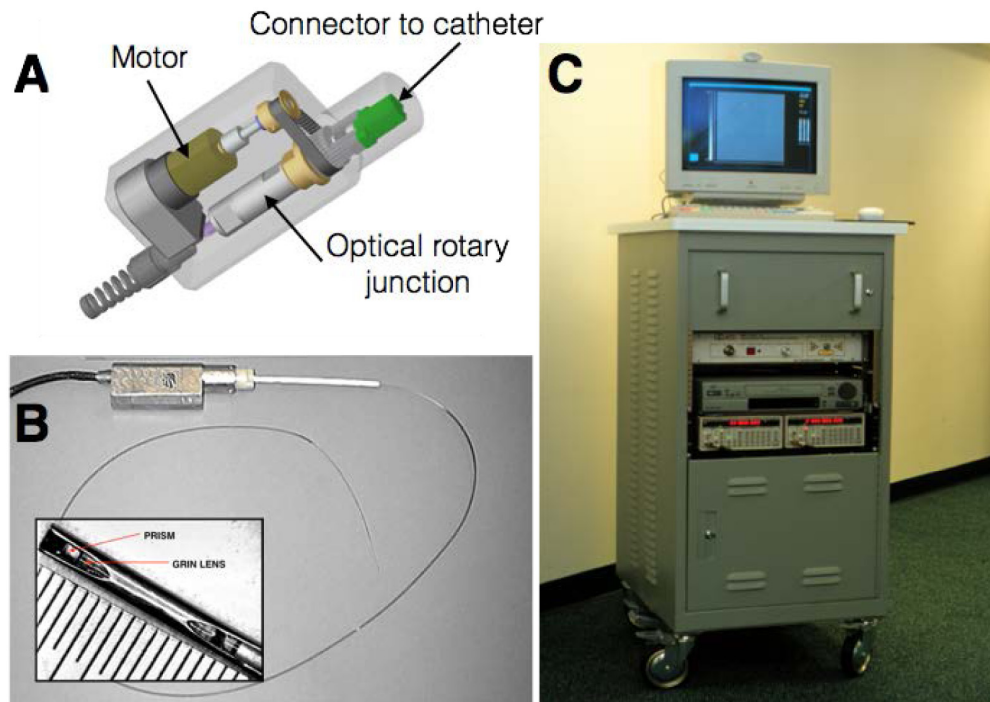 A
Motor
Connector to catheter
Optical rotary
junction
B
PRISM
GRIN LENS
C